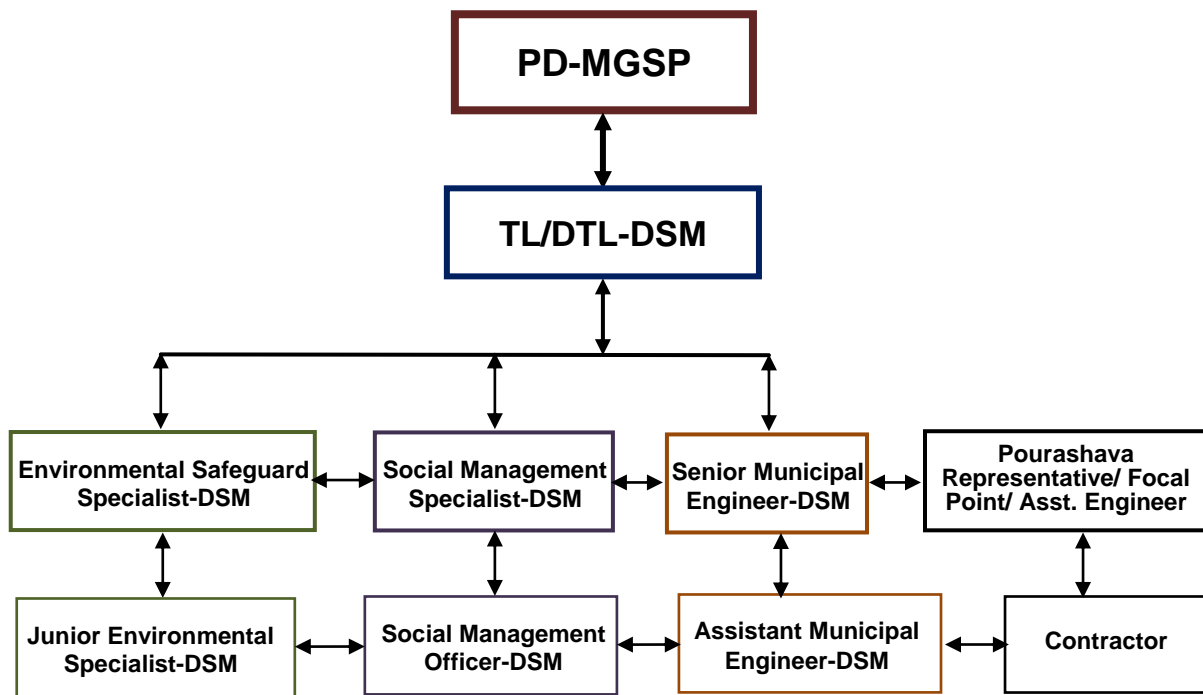 PD-MGSP
TL/DTL-DSM
Environmental Safeguard
Specialist-DSM
Social Management
Specialist-DSM
Senior Municipal
Engineer-DSM
Pourashava
Representative/ Focal
Point/ Asst. Engineer
Junior Environmental
Specialist-DSM
Social Management
Officer-DSM
Assistant Municipal
Engineer-DSM
Contractor